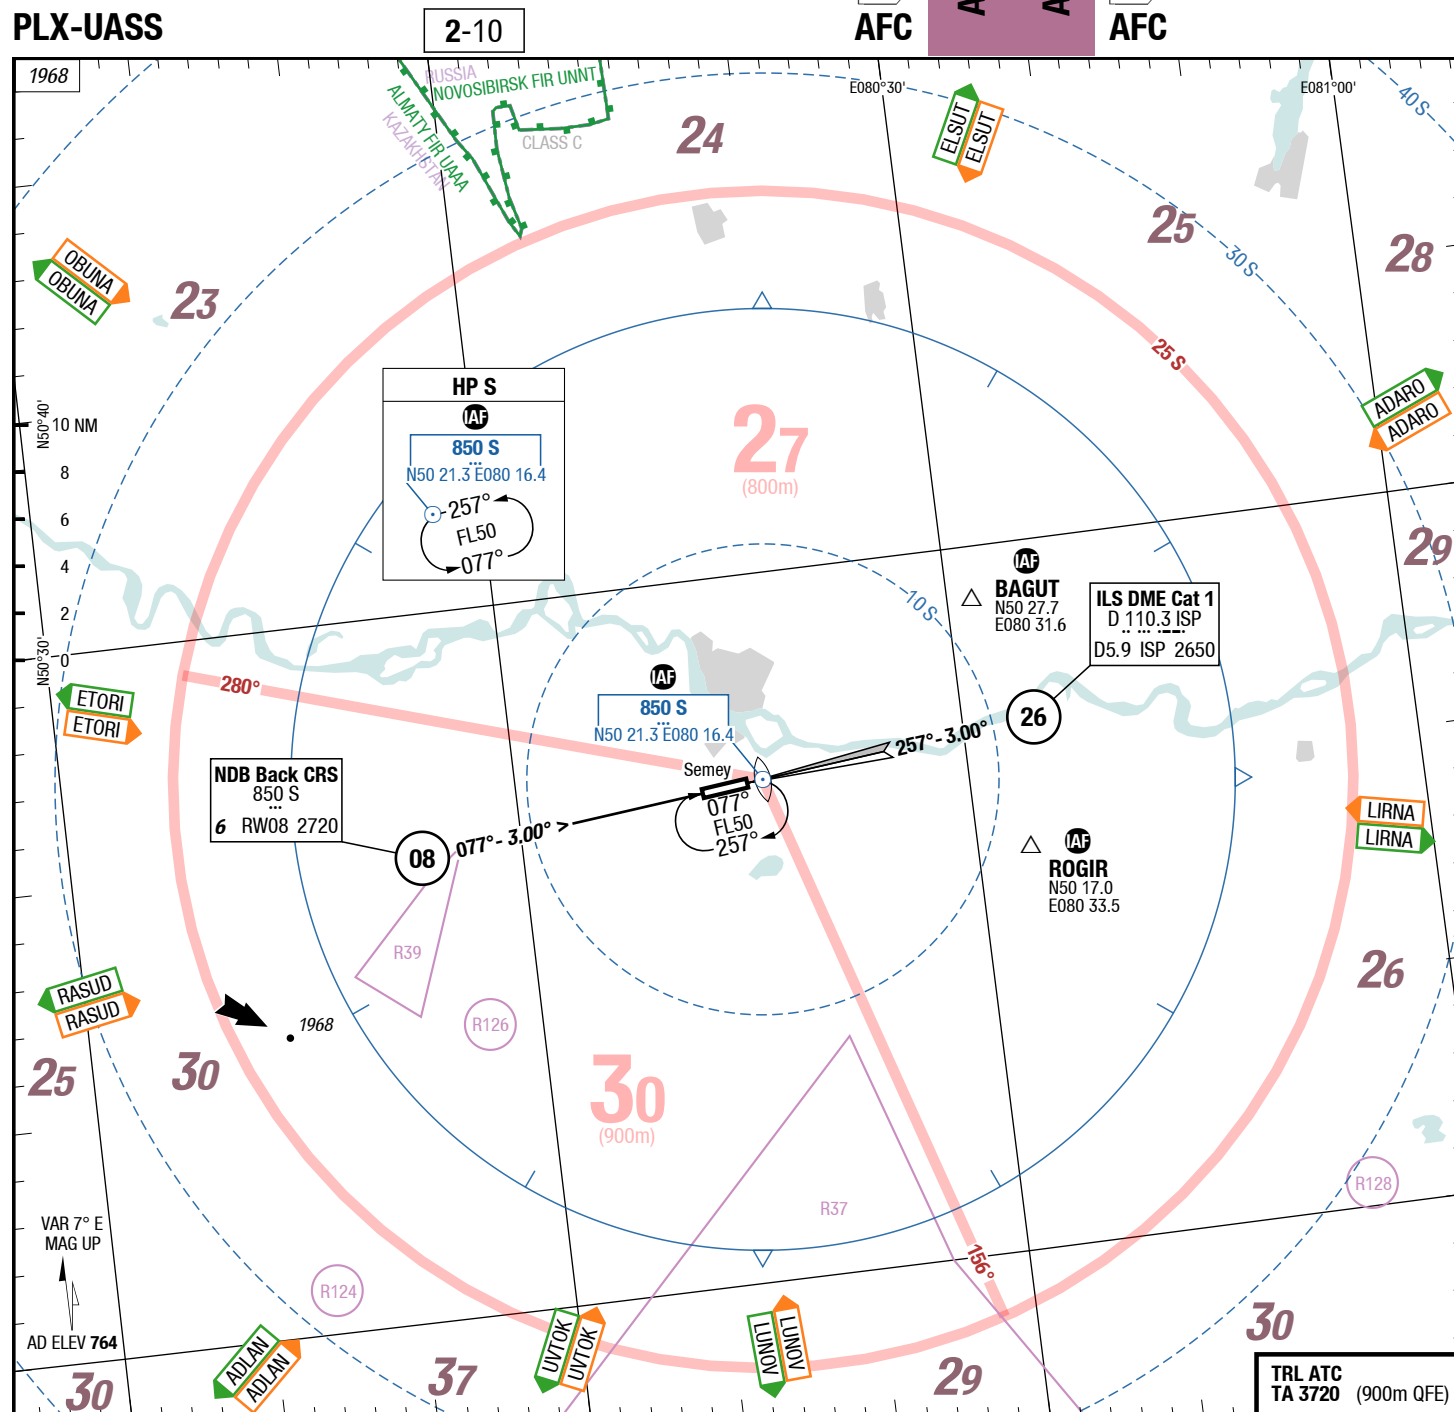 PLX-UASS
2-10
AFC
A
A
AFC
1968
RUSSIA
NOVOSIBIRSK FIR UNNT
ALMATY FIR UAAA
KAZAKHSTAN
CLASS C
E080°30'
E081°00'
40 S
24
ELSUT
ELSUT
25
30 S
28
OBUNA
OBUNA
23
25 S
ADARO
ADARO
HP S
IAF
850 S
N50 21.3 E080 16.4
257°
FL50
077°
27
(800m)
N50°40'
10 NM
8
6
4
2
0
N50°30'
29
10 S
IAF
BAGUT
N50 27.7
E080 31.6
ILS DME Cat 1
D 110.3 ISP
D5.9 ISP 2650
ETORI
ETORI
280°
IAF
850 S
N50 21.3 E080 16.4
26
257°- 3.00°
Semey
NDB Back CRS
850 S
6 RW08 2720
08
077°- 3.00° >
077°
FL50
257°
LIRNA
LIRNA
IAF
ROGIR
N50 17.0
E080 33.5
R39
R126
RASUD
RASUD
1968
26
25
30
30
(900m)
R37
R128
VAR 7° E
MAG UP
AD ELEV 764
R124
156°
ADLAN
ADLAN
UVTOK
UVTOK
LUNOV
LUNOV
30
30
37
29
TRL ATC
TA 3720 (900m QFE)